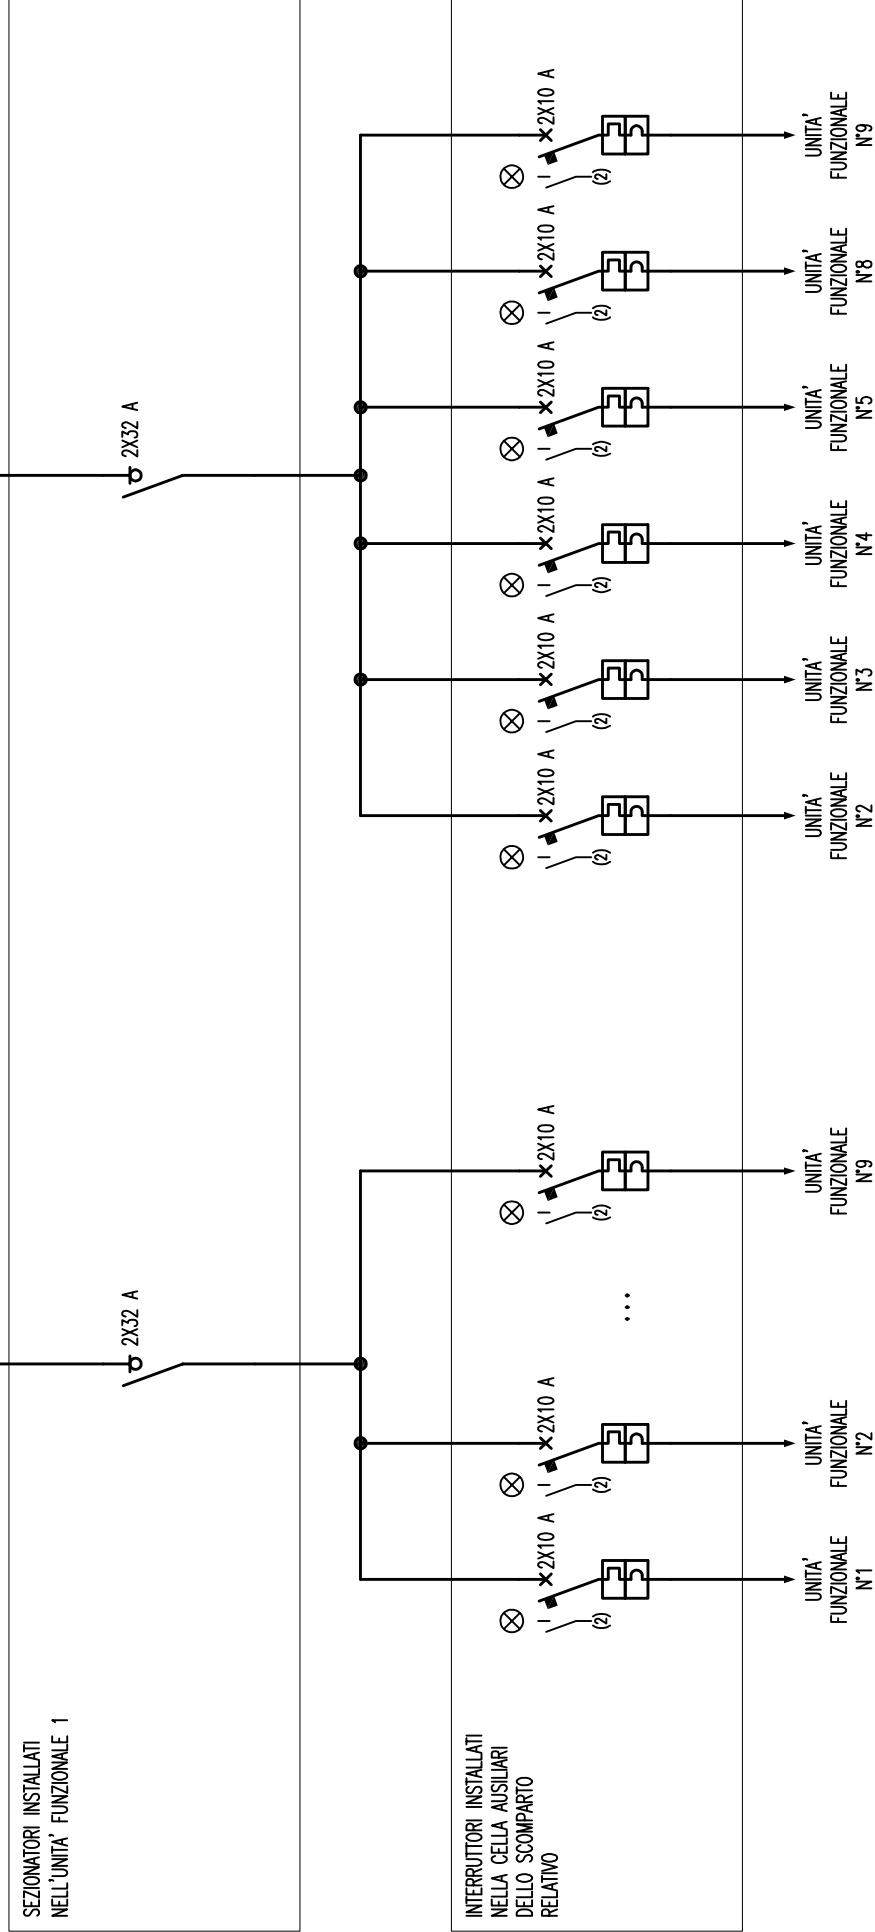 SEZIONATORI INSTALLATI
NELL'UNITA' FUNZIONALE 1
2X32 A
2X32 A
INTERRUTTORI INSTALLATI
NELLA CELLA AUSILIARI
DELLO SCOMPARTO
RELATIVO
2X10 A
2X10 A
2X10 A
2X10 A
2X10 A
2X10 A
2X10 A
2X10 A
2X10 A
(2)
(2)
(2)
(2)
(2)
(2)
(2)
(2)
(2)
...
UNITA'
FUNZIONALE
N°1
UNITA'
FUNZIONALE
N°2
UNITA'
FUNZIONALE
N°9
UNITA'
FUNZIONALE
N°2
UNITA'
FUNZIONALE
N°3
UNITA'
FUNZIONALE
N°4
UNITA'
FUNZIONALE
N°5
UNITA'
FUNZIONALE
N°8
UNITA'
FUNZIONALE
N°9